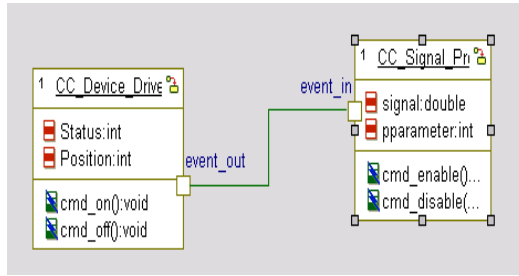 1 CC_Device_Drive
Status:int
Position:int
cmd_on():void
cmd_off():void
event_out
event_in
1 CC_Signal_Pr
signal:double
pparameter:int
cmd_enable()...
cmd_disable(...